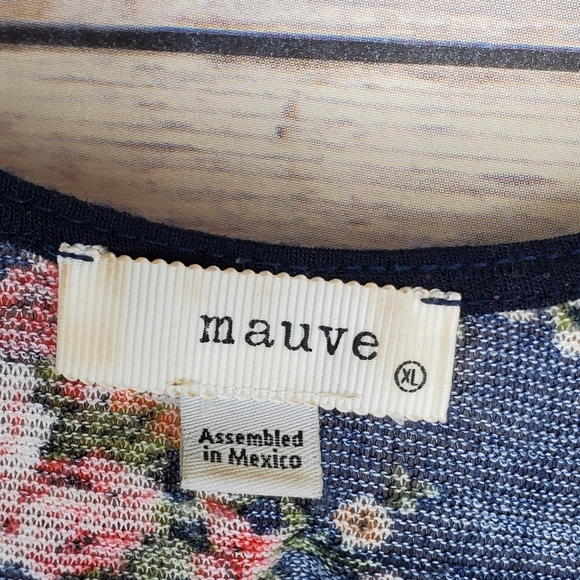 mauve
XL
Assembled
in Mexico